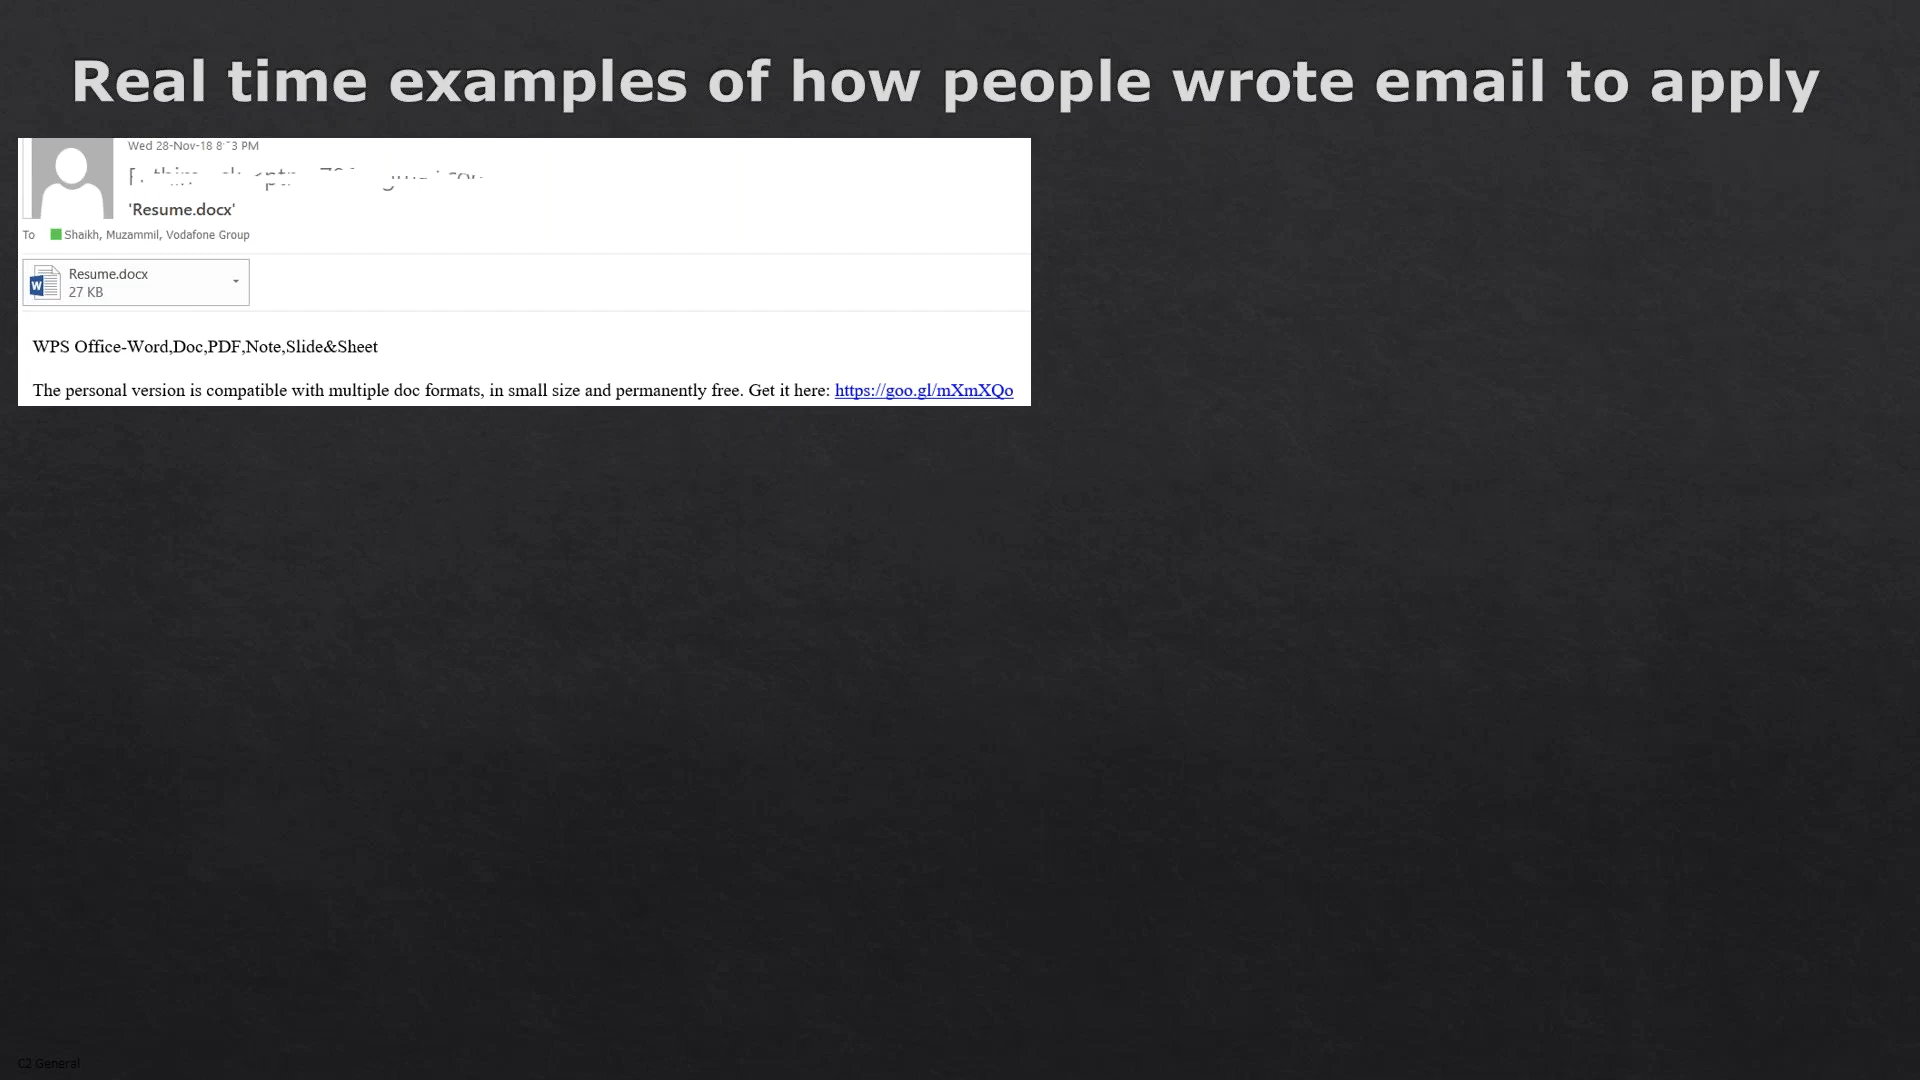 Real time examples of how people wrote email to apply
Wed 28-Nov-18 PM
'Resume.docx'
To Shaikh, Muzammil, Vodafone Group
W
Resume.docx
27 KB
WPS Office-Word,Doc,PDF,Note,Slide&Sheet
The personal version is compatible with multiple doc formats, in small size and permanently free. Get it here: https://goo.gl/mXmXQo
C2 General